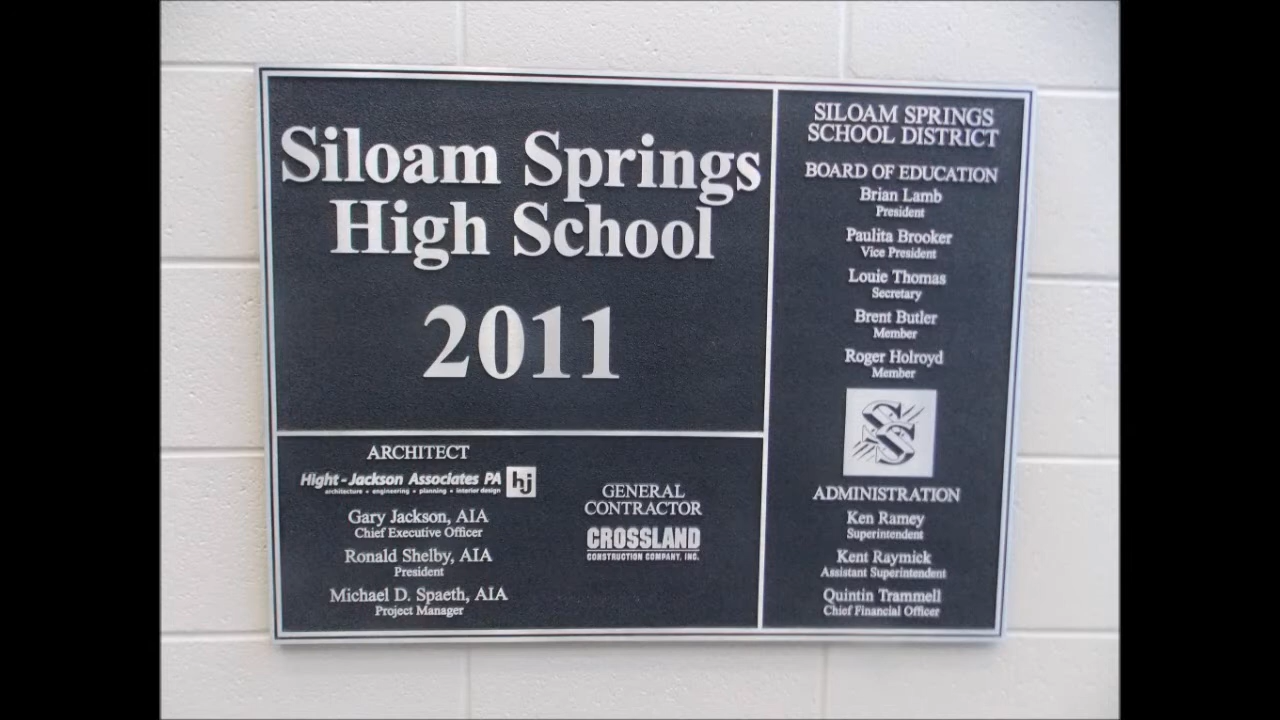 Siloam Springs
High School
2011
ARCHITECT
Hight-Jackson Associates PA hj
architecture • engineering • planning • interior design
Gary Jackson, AIA
Chief Executive Officer
Ronald Shelby, AIA
President
Michael D. Spaeth, AIA
Project Manager
GENERAL
CONTRACTOR
CROSSLAND
CONSTRUCTION COMPANY, INC.
SILOAM SPRINGS
SCHOOL DISTRICT
BOARD OF EDUCATION
Brian Lamb
President
Paulita Brooker
Vice President
Louie Thomas
Secretary
Brent Butler
Member
Roger Holroyd
Member
SS
ADMINISTRATION
Ken Ramey
Superintendent
Kent Raymick
Assistant Superintendent
Quintin Trammell
Chief Financial Officer